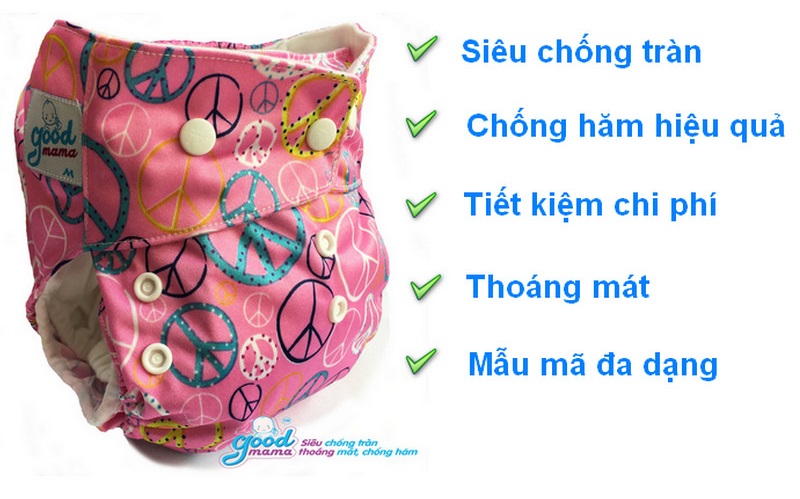 good
mama
M
Siêu chống tràn
Chống hăm hiệu quả
Tiết kiệm chi phí
Thoáng mát
Mẫu mã đa dạng
good
mama
Siêu chống tràn
thoáng mát, chống hăm